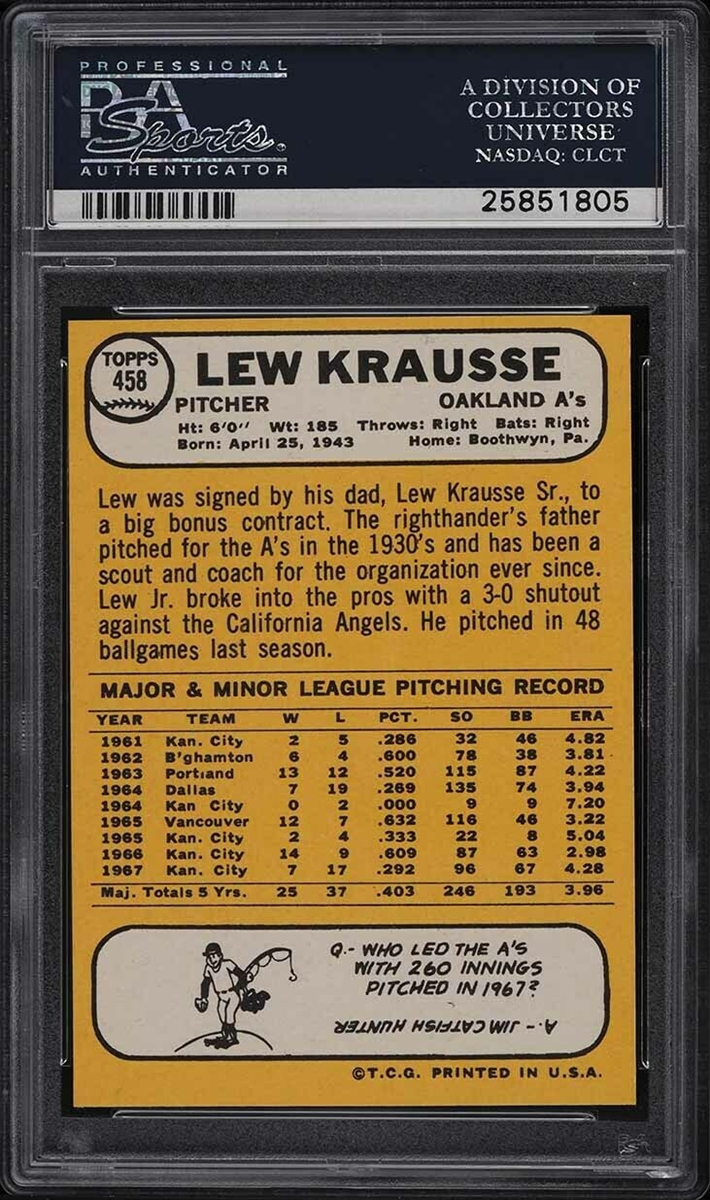 PROFESSIONAL
PSA
Sports.
AUTHENTICATOR
A DIVISION OF
COLLECTORS
UNIVERSE
NASDAQ: CLCT
25851805
TOPPS
458
LEW KRAUSSE
PITCHER OAKLAND A's
Ht: 6'0'' Wt: 185 Throws: Right Bats: Right
Born: April 25, 1943 Home: Boothwyn, Pa.
Lew was signed by his dad, Lew Krausse Sr., to
a big bonus contract. The righthander's father
pitched for the A's in the 1930's and has been a
scout and coach for the organization ever since.
Lew Jr. broke into the pros with a 3-0 shutout
against the California Angels. He pitched in 48
ballgames last season.
MAJOR & MINOR LEAGUE PITCHING RECORD
YEAR TEAM W L PCT. SO BB ERA
1961 Kan. City 2 5 .286 32 46 4.82
1962 B'ghamton 6 4 .600 78 38 3.81
1963 Portland 13 12 .520 115 87 4.22
1964 Dallas 7 19 .269 135 74 3.94
1964 Kan City 0 2 .000 9 9 7.20
1965 Vancouver 12 7 .632 116 46 3.22
1965 Kan. City 2 4 .333 22 8 5.04
1966 Kan. City 14 9 .609 87 63 2.98
1967 Kan. City 7 17 .292 96 67 4.28
Maj. Totals 5 Yrs. 25 37 .403 246 193 3.96
Q.- WHO LED THE A'S
WITH 260 INNINGS
PITCHED IN 1967?
A.- JIM CATFISH HUNTER
©T.C.G. PRINTED IN U.S.A.
PSA